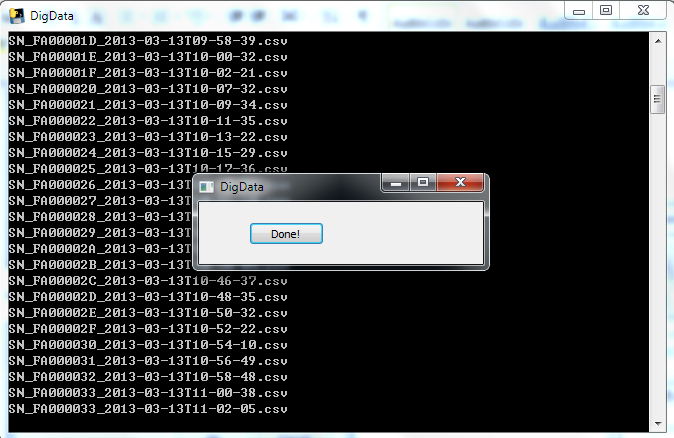 DigData
SN_FA00001D_2013-03-13T09-58-39.csv
SN_FA00001E_2013-03-13T10-00-32.csv
SN_FA00001F_2013-03-13T10-02-21.csv
SN_FA000020_2013-03-13T10-07-32.csv
SN_FA000021_2013-03-13T10-09-34.csv
SN_FA000022_2013-03-13T10-11-35.csv
SN_FA000023_2013-03-13T10-13-22.csv
SN_FA000024_2013-03-13T10-15-29.csv
SN_FA000025_2013-03-13T10-17-36.csv
SN_FA000026_2013-03-13T
SN_FA000027_2013-03-13T
SN_FA000028_2013-03-13T
SN_FA000029_2013-03-13T
SN_FA00002A_2013-03-13T
SN_FA00002B_2013-03-13T
SN_FA00002C_2013-03-13T10-46-37.csv
SN_FA00002D_2013-03-13T10-48-35.csv
SN_FA00002E_2013-03-13T10-50-32.csv
SN_FA00002F_2013-03-13T10-52-22.csv
SN_FA000030_2013-03-13T10-54-10.csv
SN_FA000031_2013-03-13T10-56-49.csv
SN_FA000032_2013-03-13T10-58-48.csv
SN_FA000033_2013-03-13T11-00-38.csv
SN_FA000033_2013-03-13T11-02-05.csv
DigData
Done!